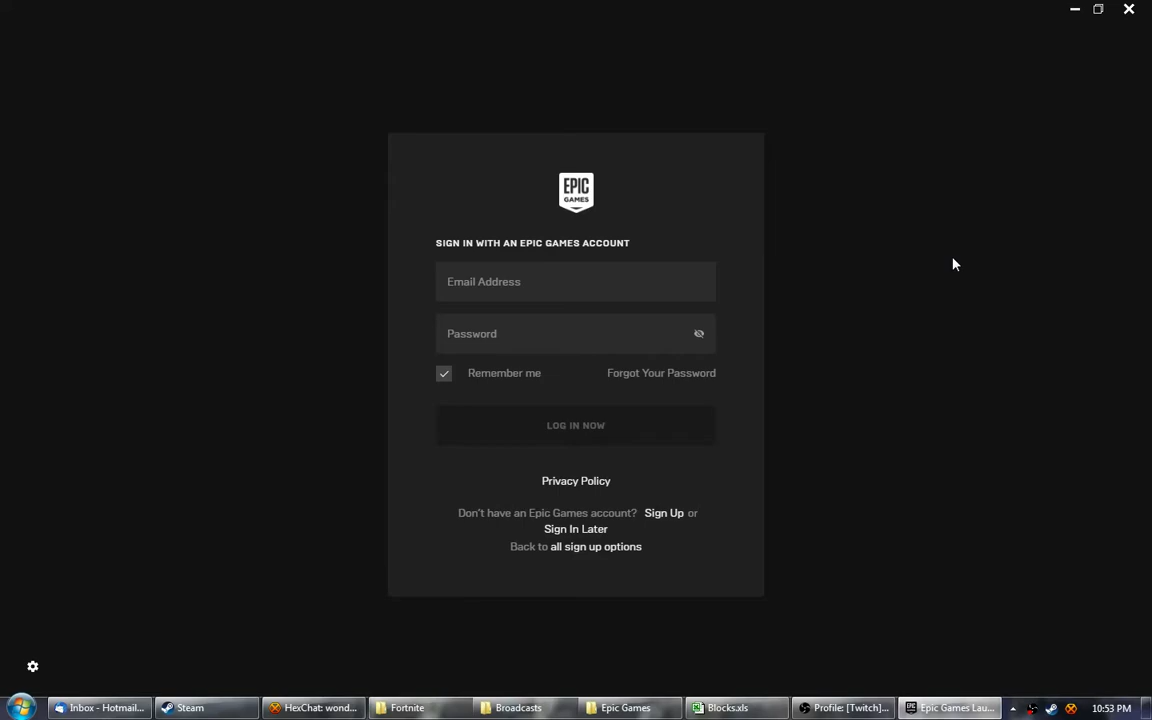 EPIC
GAMES
SIGN IN WITH AN EPIC GAMES ACCOUNT
Email Address
Password
Remember me Forgot Your Password
LOG IN NOW
Privacy Policy
Don't have an Epic Games account? Sign Up or
Sign In Later
Back to all sign up options
Inbox - Hotmail... Steam HexChat: wond... Fortnite Broadcasts Epic Games Blocks.xls Profile: [Twitch]... Epic Games Lau... 10:53 PM